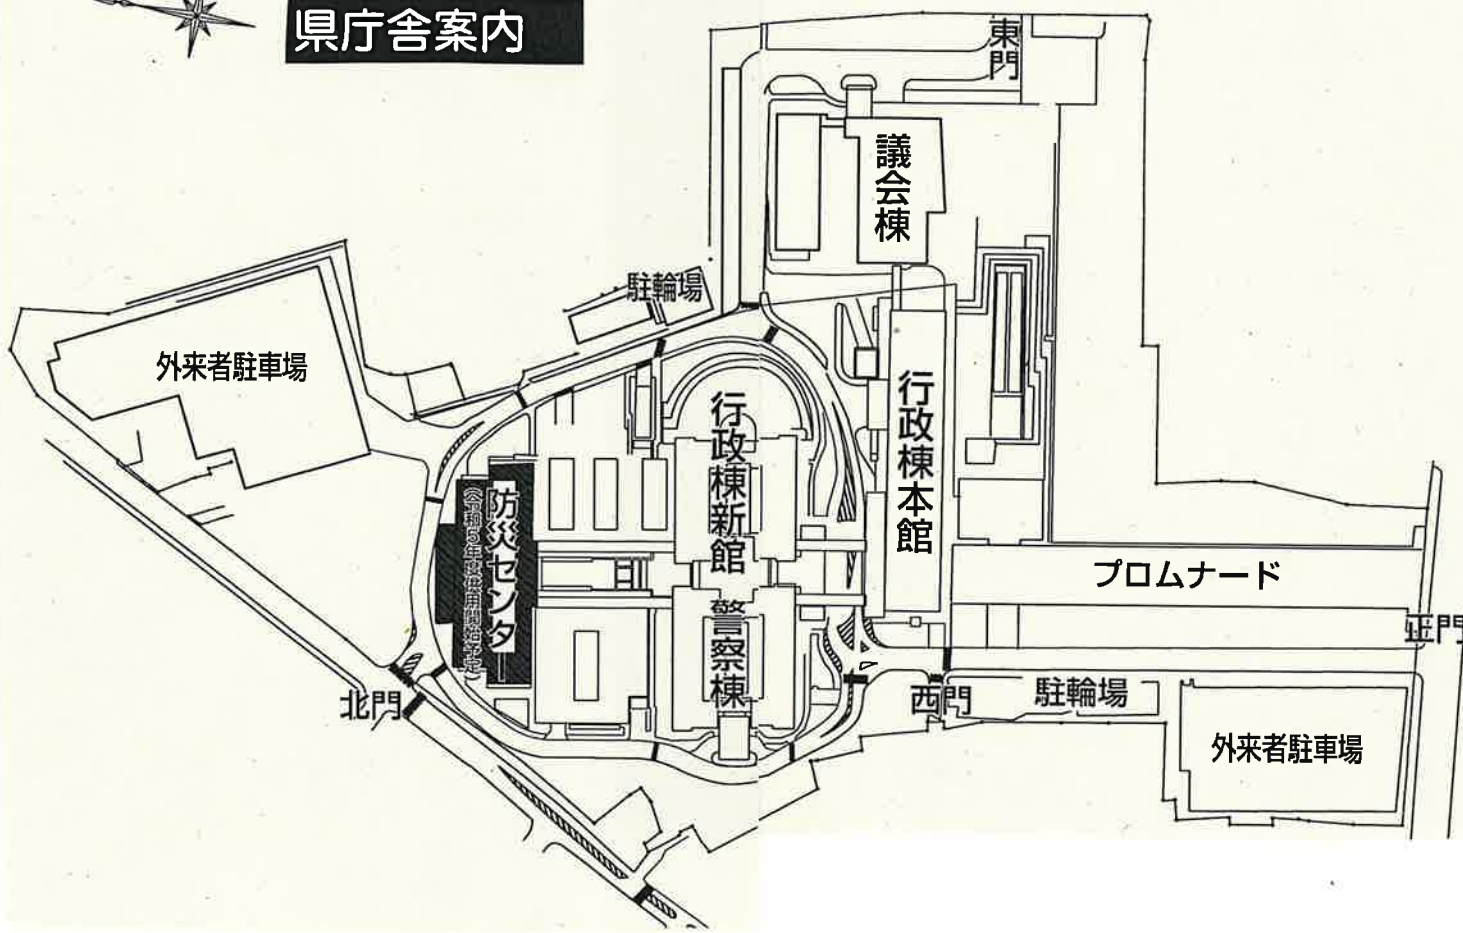 県庁舎案内
東門
議会棟
駐輪場
外来者駐車場
行政棟新館
行政棟本館
防災センター
(令和5年度供用開始予定)
プロムナード
警察棟
正門
北門
西門
駐輪場
外来者駐車場